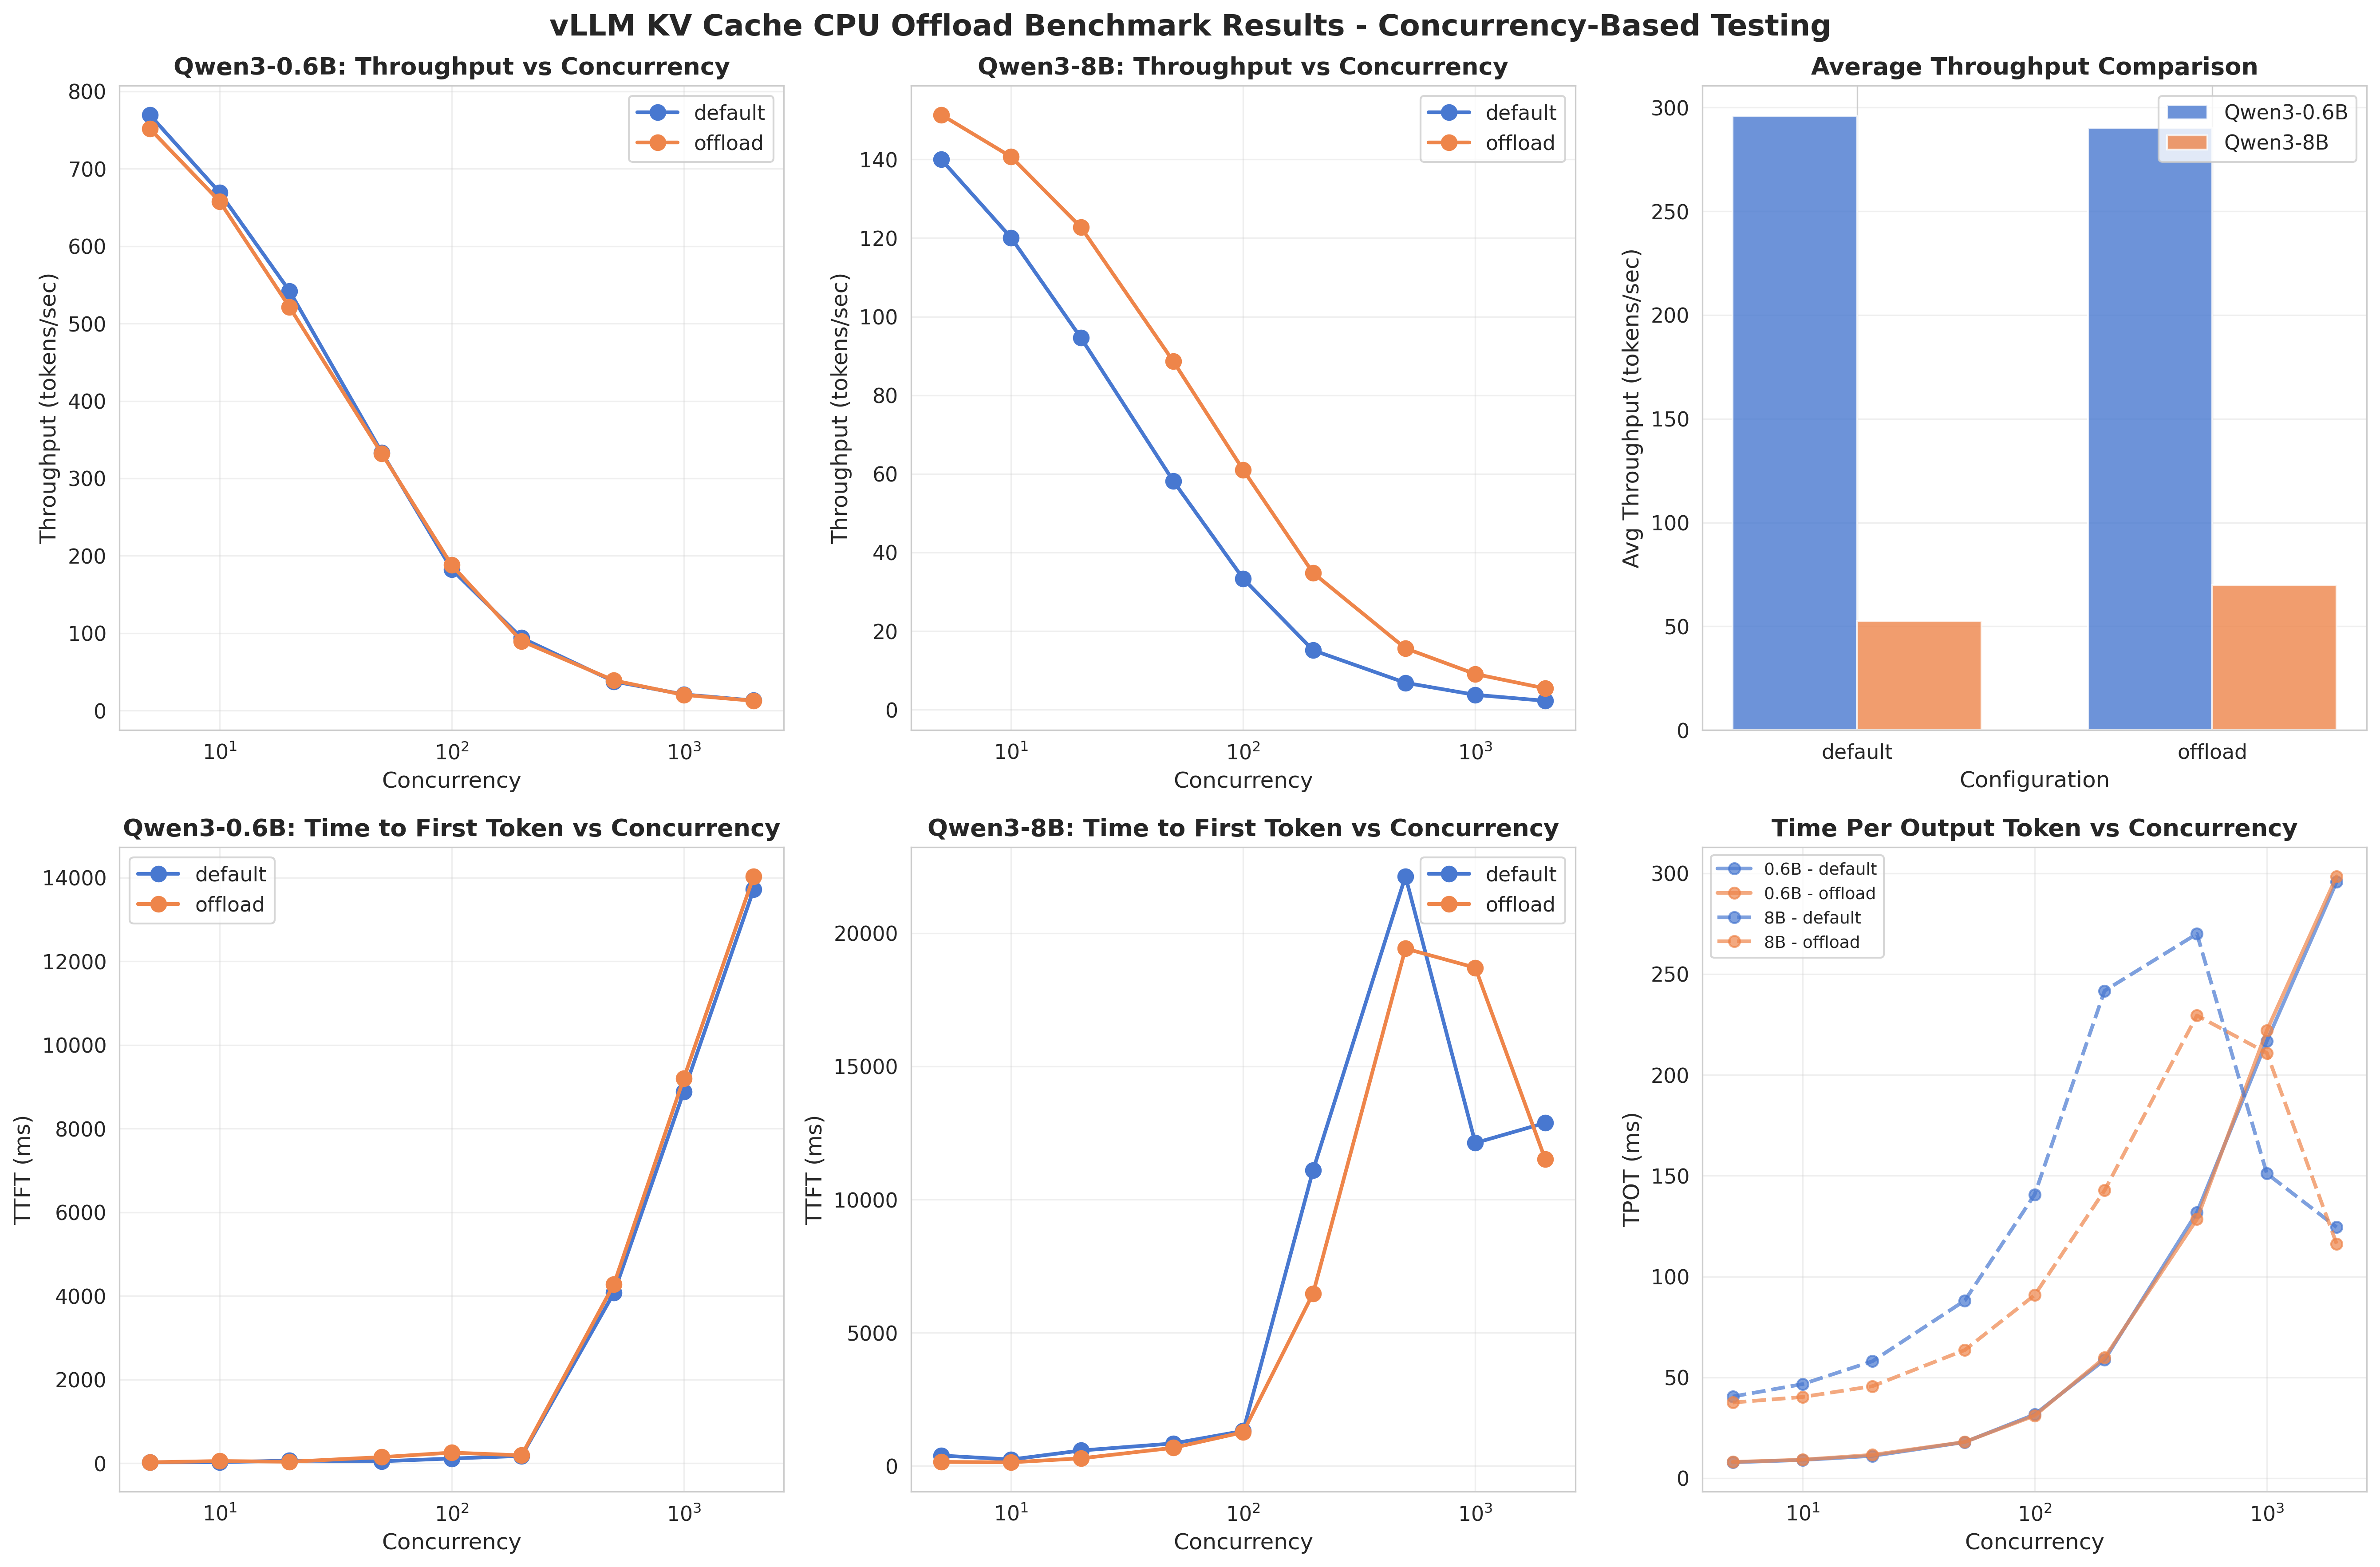 vLLM KV Cache CPU Offload Benchmark Results - Concurrency-Based Testing
Qwen3-0.6B: Throughput vs Concurrency
800
700
600
500
400
300
200
100
0
Throughput (tokens/sec)
default
offload
10¹
10²
10³
Concurrency
Qwen3-8B: Throughput vs Concurrency
140
120
100
80
60
40
20
0
Throughput (tokens/sec)
default
offload
10¹
10²
10³
Concurrency
Average Throughput Comparison
300
250
200
150
100
50
0
Avg Throughput (tokens/sec)
Qwen3-0.6B
Qwen3-8B
default
offload
Configuration
Qwen3-0.6B: Time to First Token vs Concurrency
14000
12000
10000
8000
6000
4000
2000
0
TTFT (ms)
default
offload
10¹
10²
10³
Concurrency
Qwen3-8B: Time to First Token vs Concurrency
20000
15000
10000
5000
0
TTFT (ms)
default
offload
10¹
10²
10³
Concurrency
Time Per Output Token vs Concurrency
300
250
200
150
100
50
0
TPOT (ms)
0.6B - default
0.6B - offload
8B - default
8B - offload
10¹
10²
10³
Concurrency